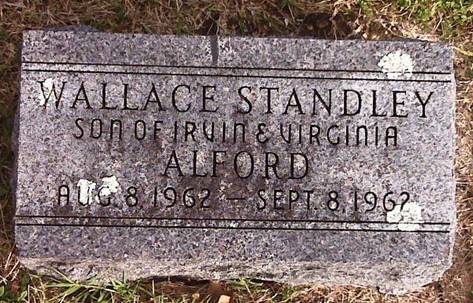 WALLACE STANDLEY
SON OF IRVIN & VIRGINIA
ALFORD
AUG. 8, 1962 — SEPT. 8, 1962